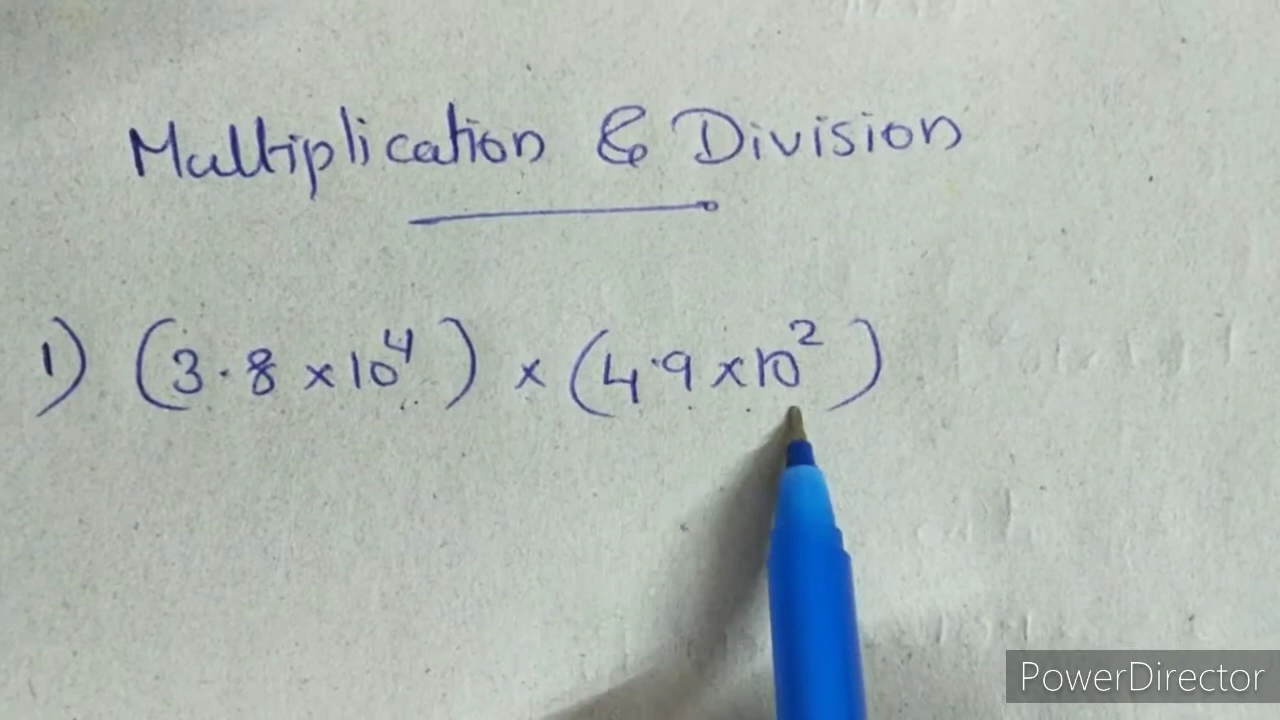 Multiplication & Division
1) (3.8 × 10⁴) × (4.9 × 10²)
PowerDirector